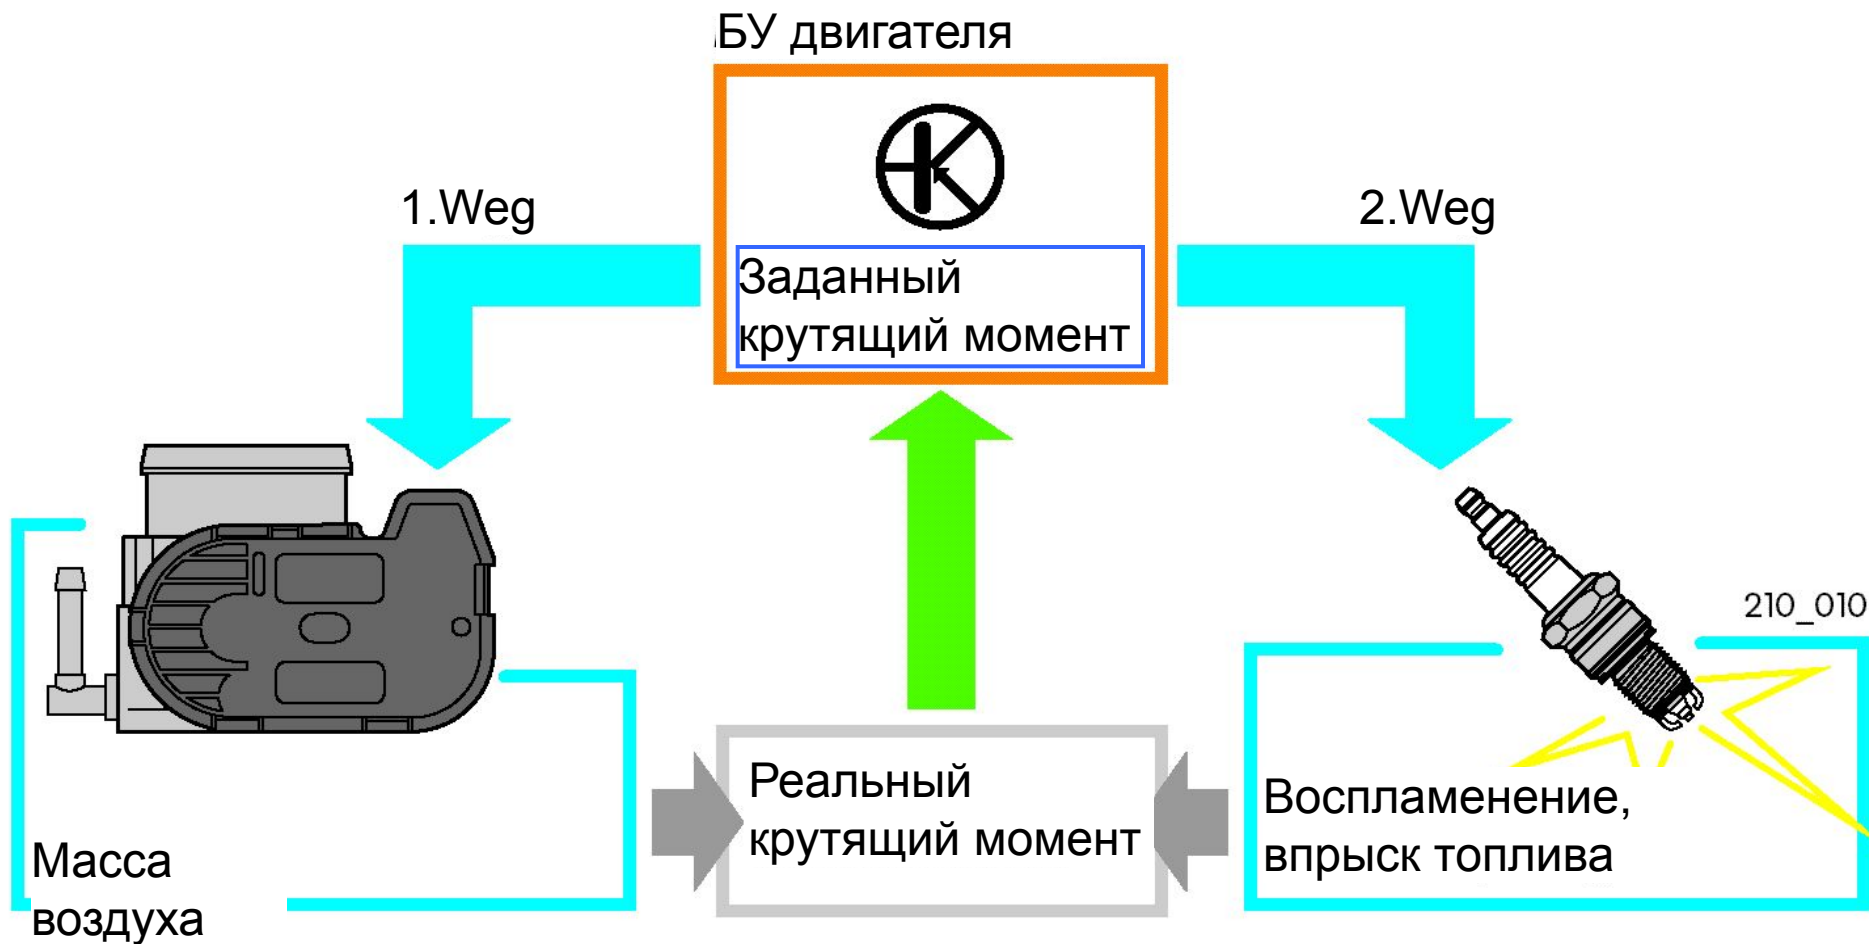 БУ двигателя
1.Weg
2.Weg
Заданный
крутящий момент
210_010
Реальный
крутящий момент
Воспламенение,
впрыск топлива
Масса
воздуха